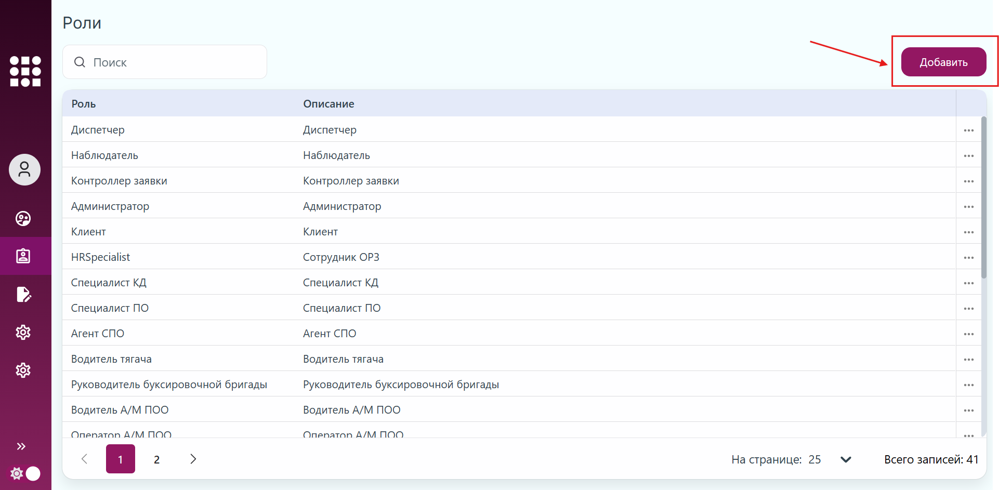 Роли
Поиск
Добавить
Роль Описание
Диспетчер Диспетчер
Наблюдатель Наблюдатель
Контроллер заявки Контроллер заявки
Администратор Администратор
Клиент Клиент
HRSpecialist Сотрудник ОРЗ
Специалист КД Специалист КД
Специалист ПО Специалист ПО
Агент СПО Агент СПО
Водитель тягача Водитель тягача
Руководитель буксировочной бригады Руководитель буксировочной бригады
Водитель А/М ПОО Водитель А/М ПОО
Оператор А/М ПОО Оператор А/М ПОО
1 2 На странице: 25 Всего записей: 41